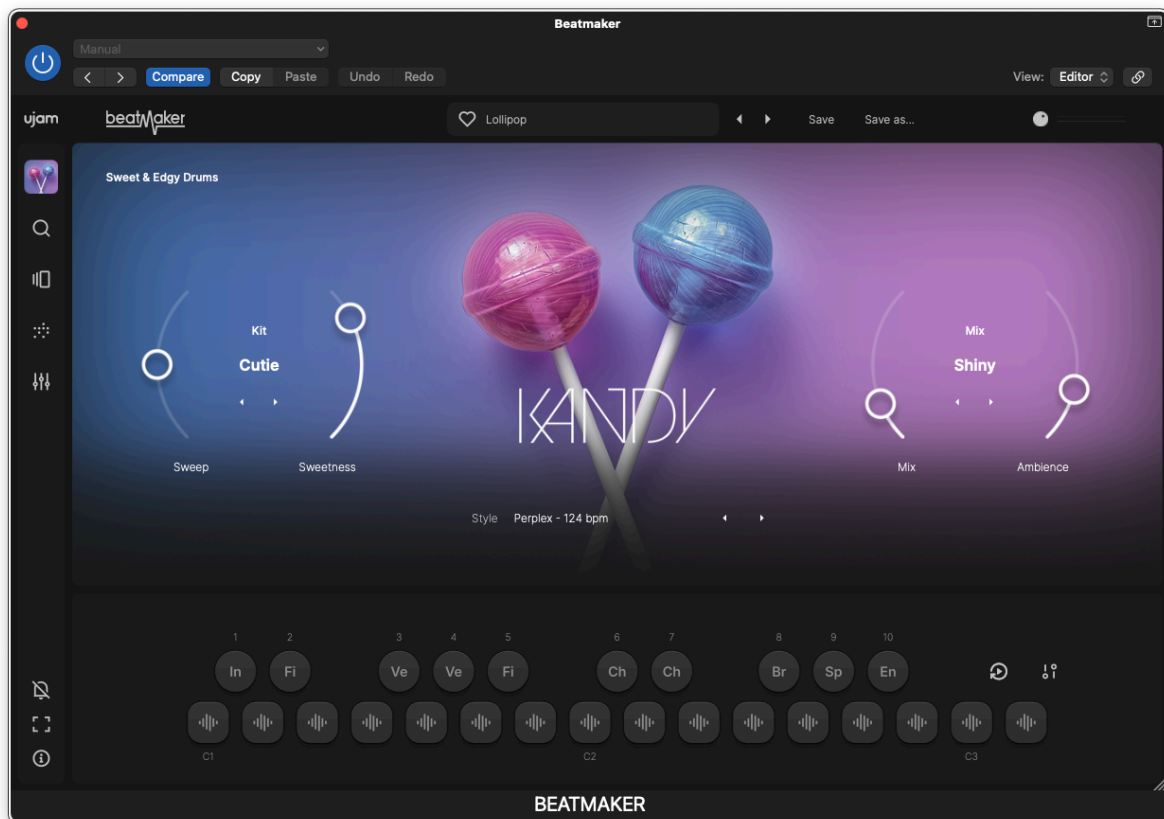 Beatmaker
Manual
Compare Copy Paste Undo Redo View: Editor
ujam beatMaker Lollipop Save Save as...
Sweet & Edgy Drums
Kit Mix
Cutie Shiny
KANDY
Sweep Sweetness Mix Ambience
Style Perplex - 124 bpm
1 2 3 4 5 6 7 8 9 10
In Fi Ve Ve Fi Ch Ch Br Sp En
C1 C2 C3
BEATMAKER